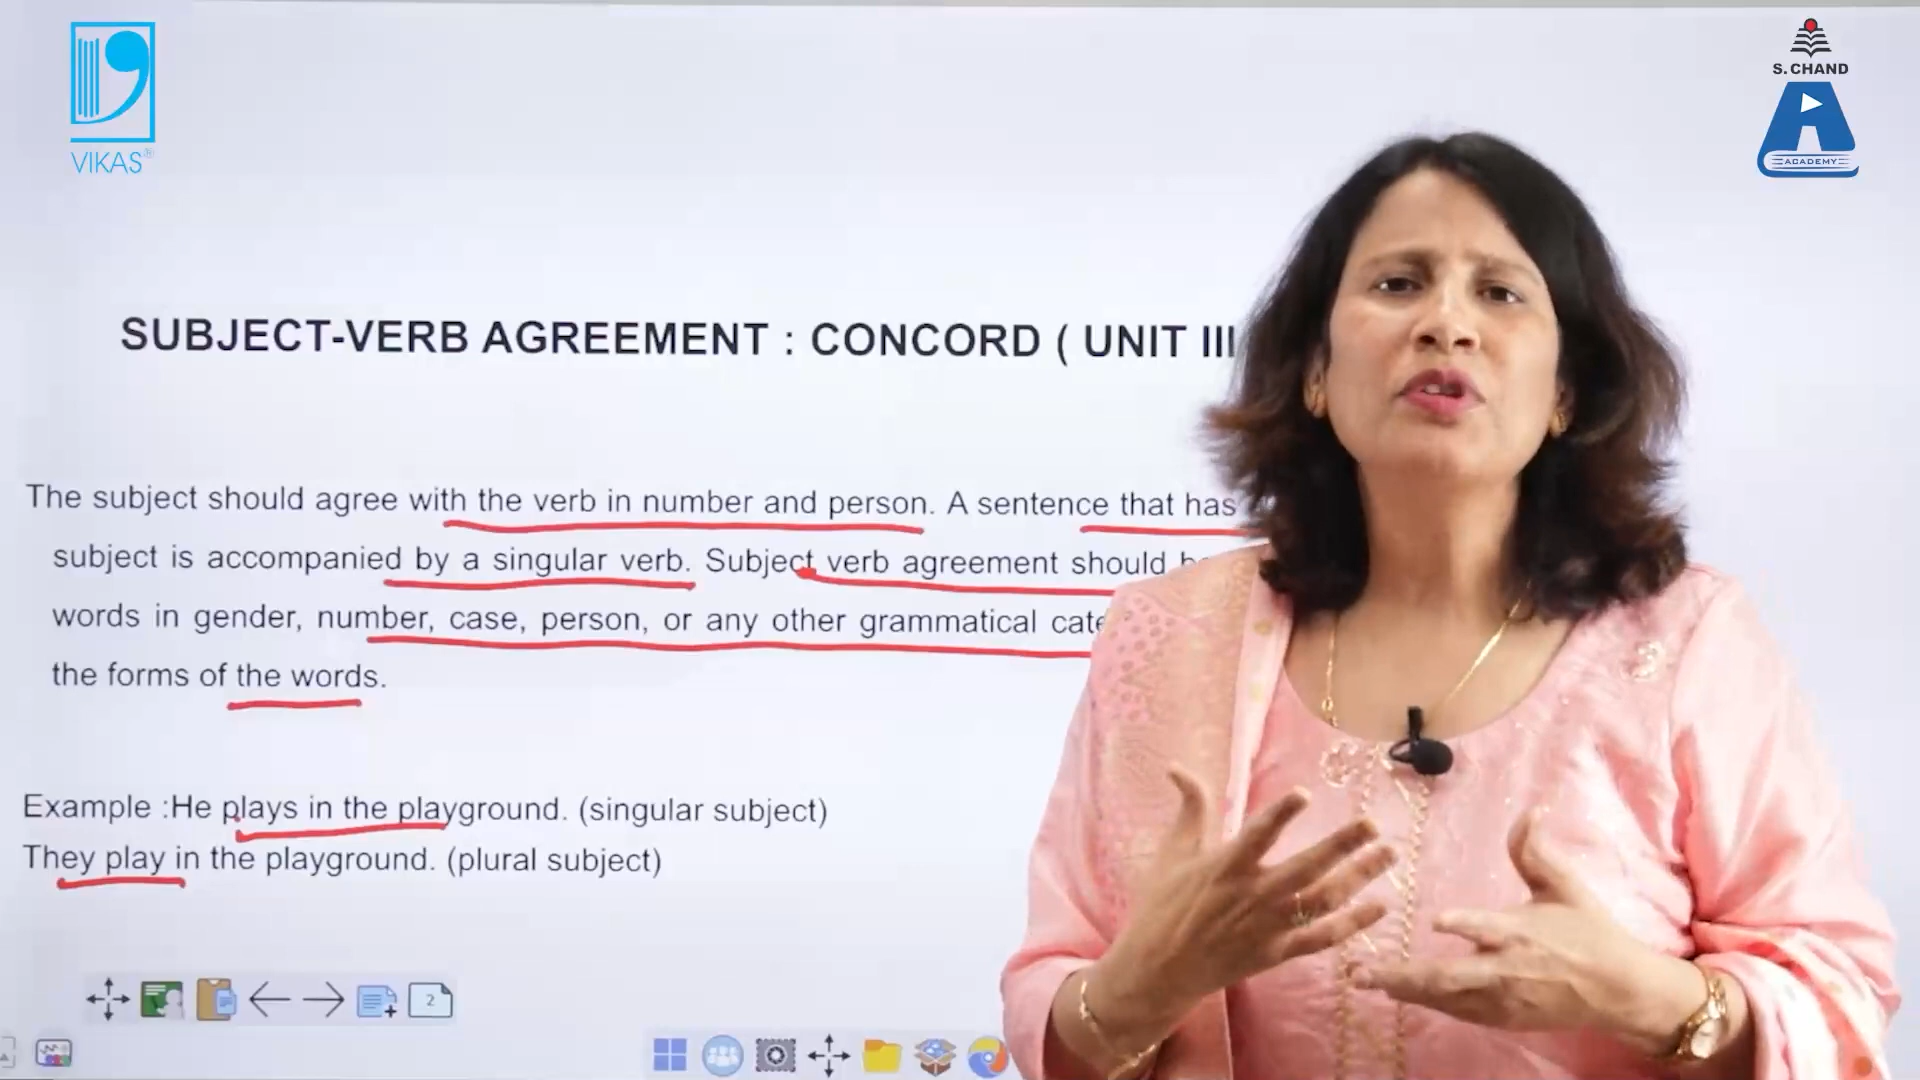 VIKAS®
S. CHAND
ACADEMY
SUBJECT-VERB AGREEMENT : CONCORD ( UNIT III
The subject should agree with the verb in number and person. A sentence that has
subject is accompanied by a singular verb. Subject verb agreement should
words in gender, number, case, person, or any other grammatical
the forms of the words.
Example :He plays in the playground. (singular subject)
They play in the playground. (plural subject)
2